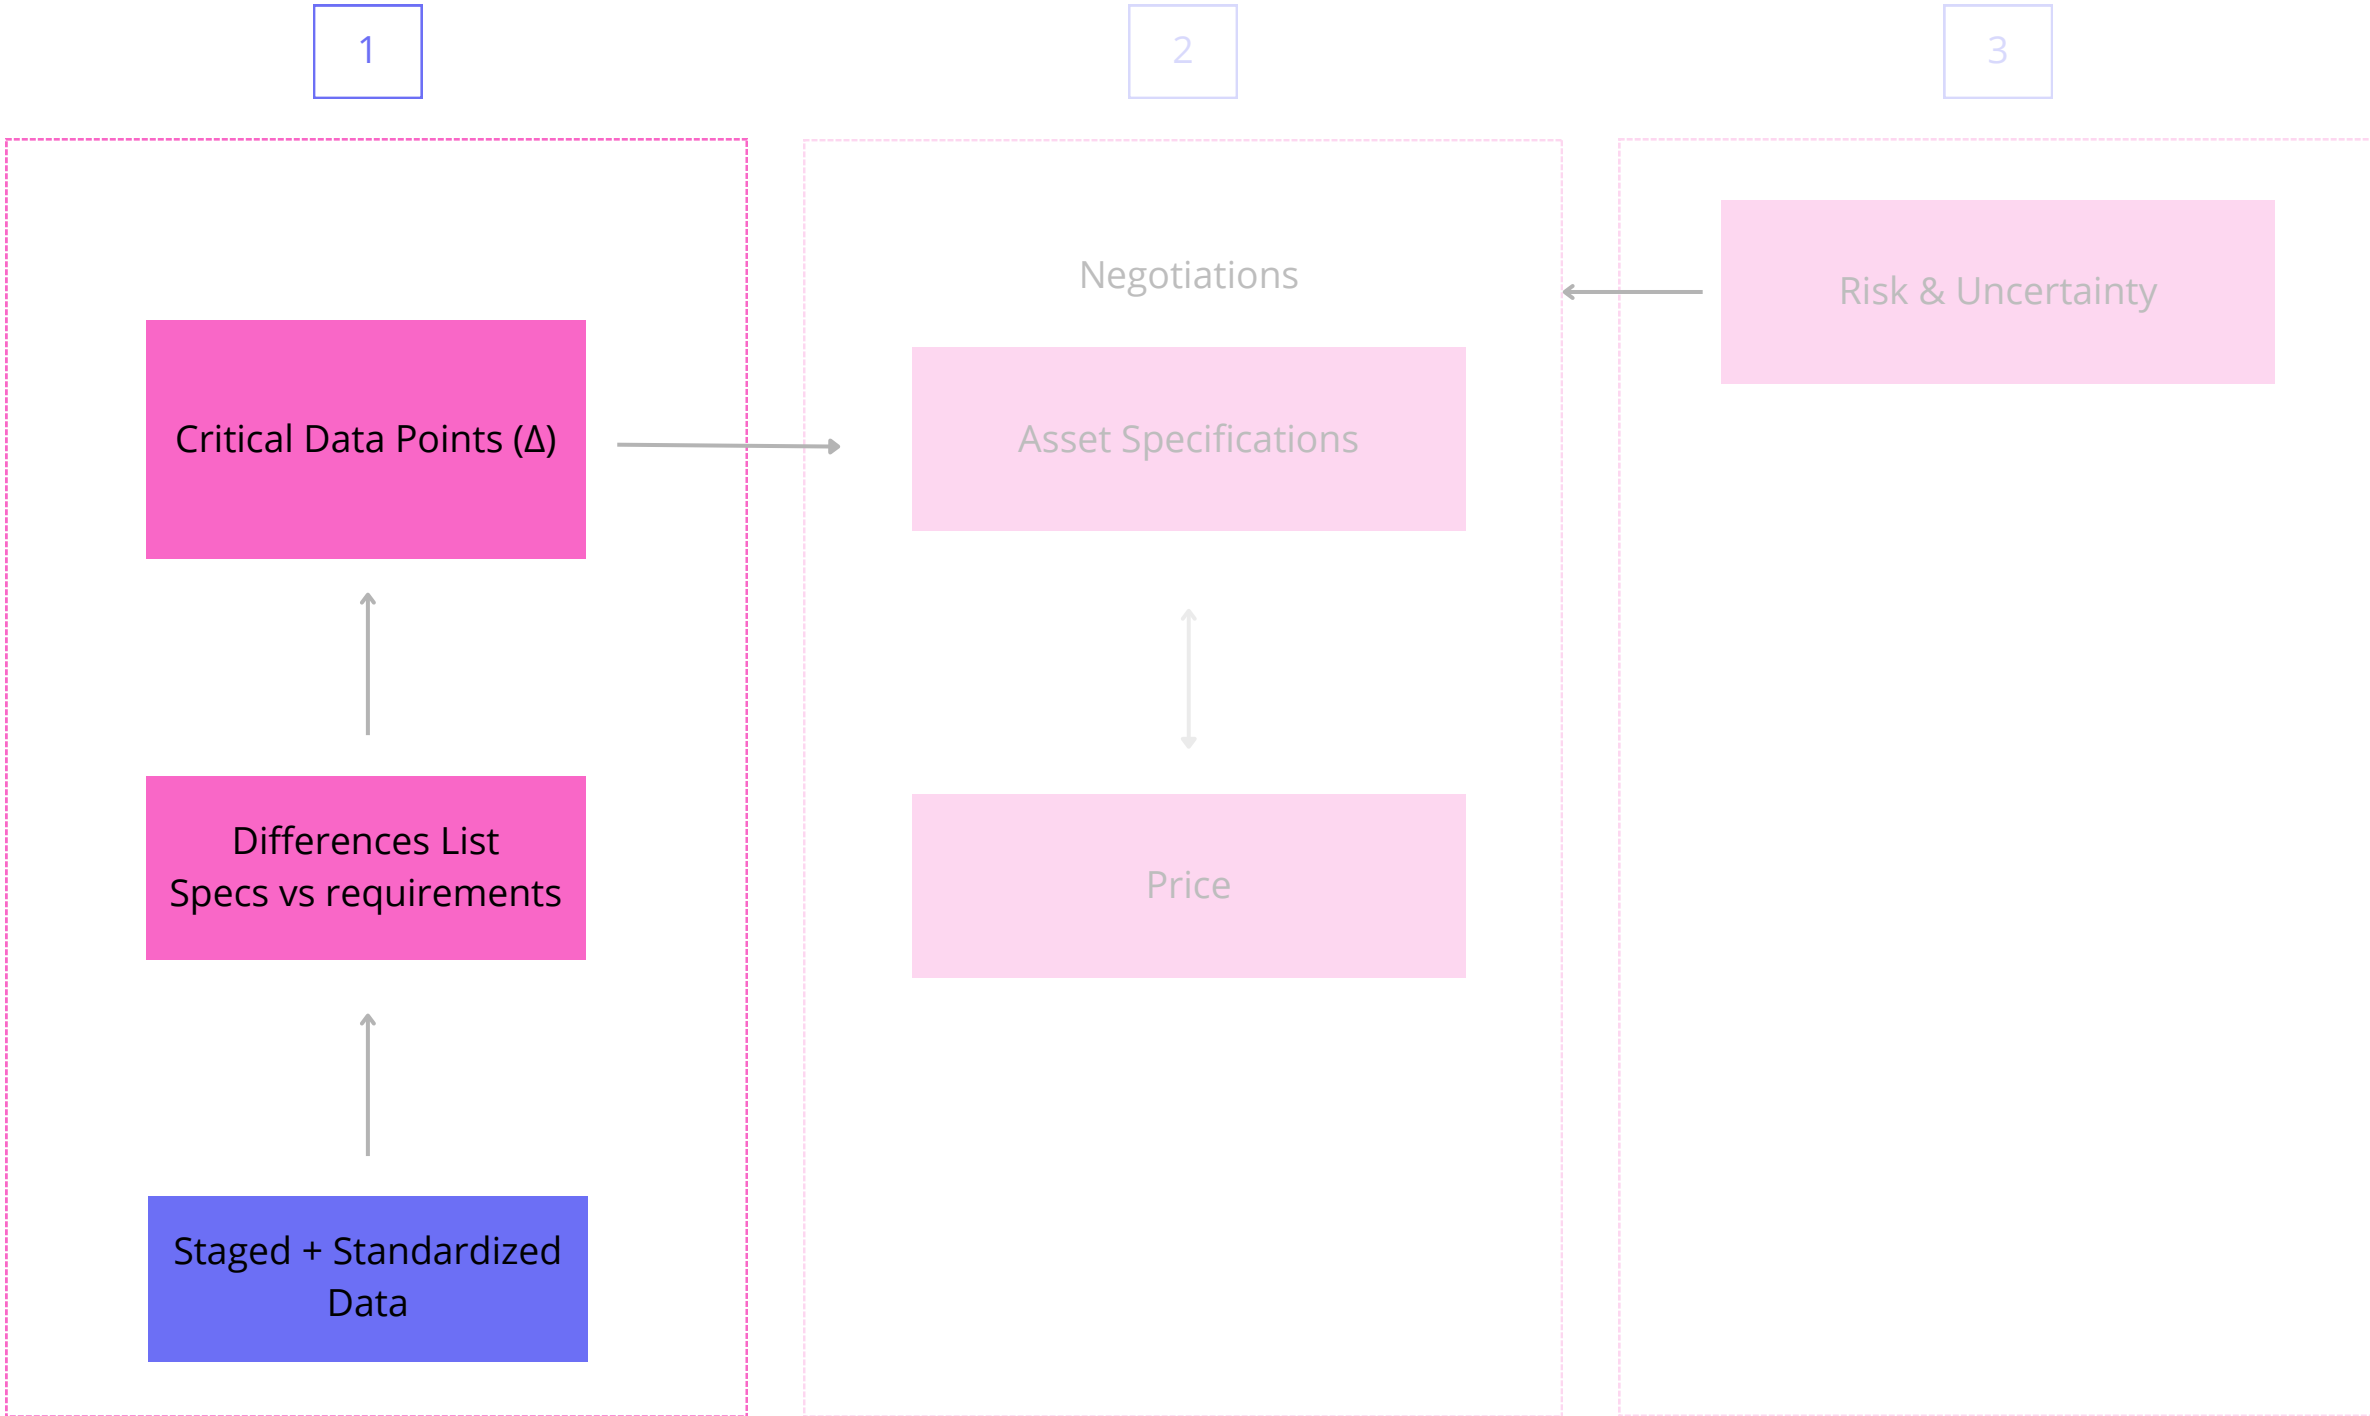 1
2
3
Critical Data Points (Δ)
Differences List
Specs vs requirements
Staged + Standardized
Data
Negotiations
Asset Specifications
Price
Risk & Uncertainty